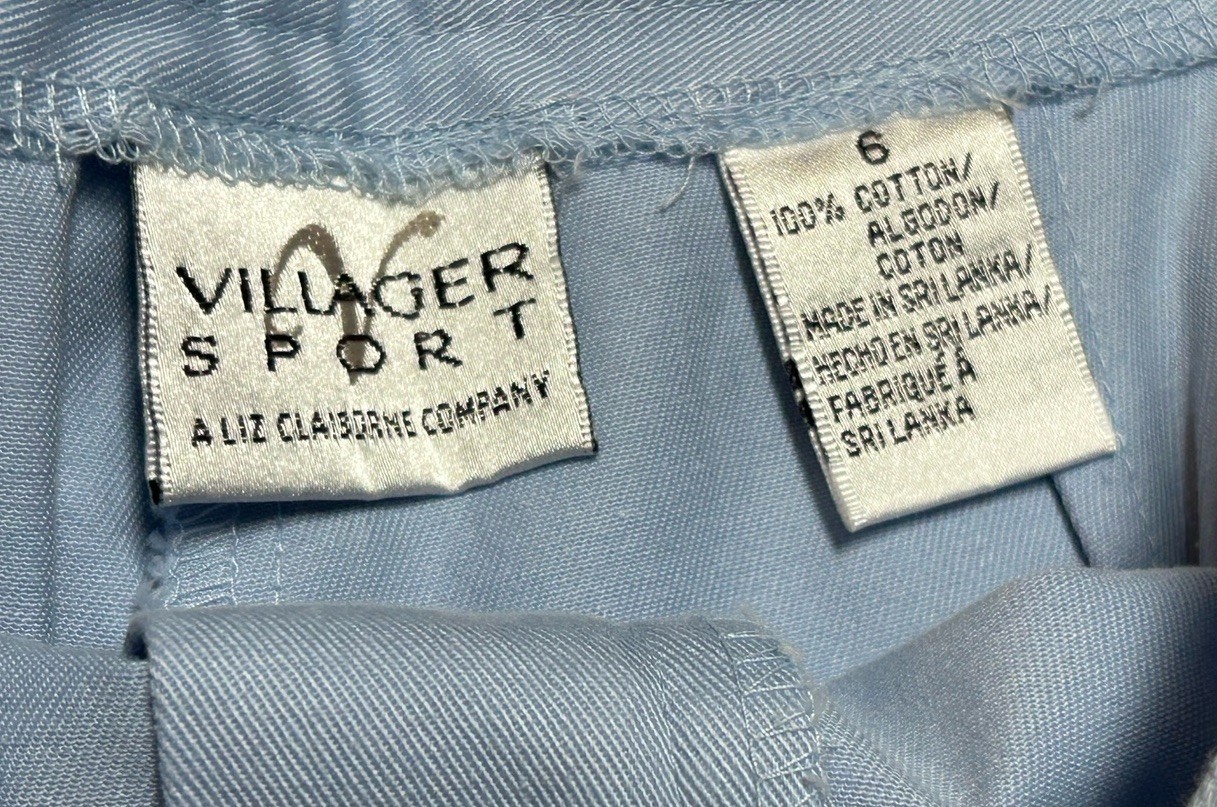 VILLAGER
SPORT
A LIZ CLAIBORNE COMPANY
6
100% COTTON/
ALGODON/
COTON
MADE IN SRI LANKA/
HECHO EN SRI LANKA/
FABRIQUÉ A
SRI LANKA